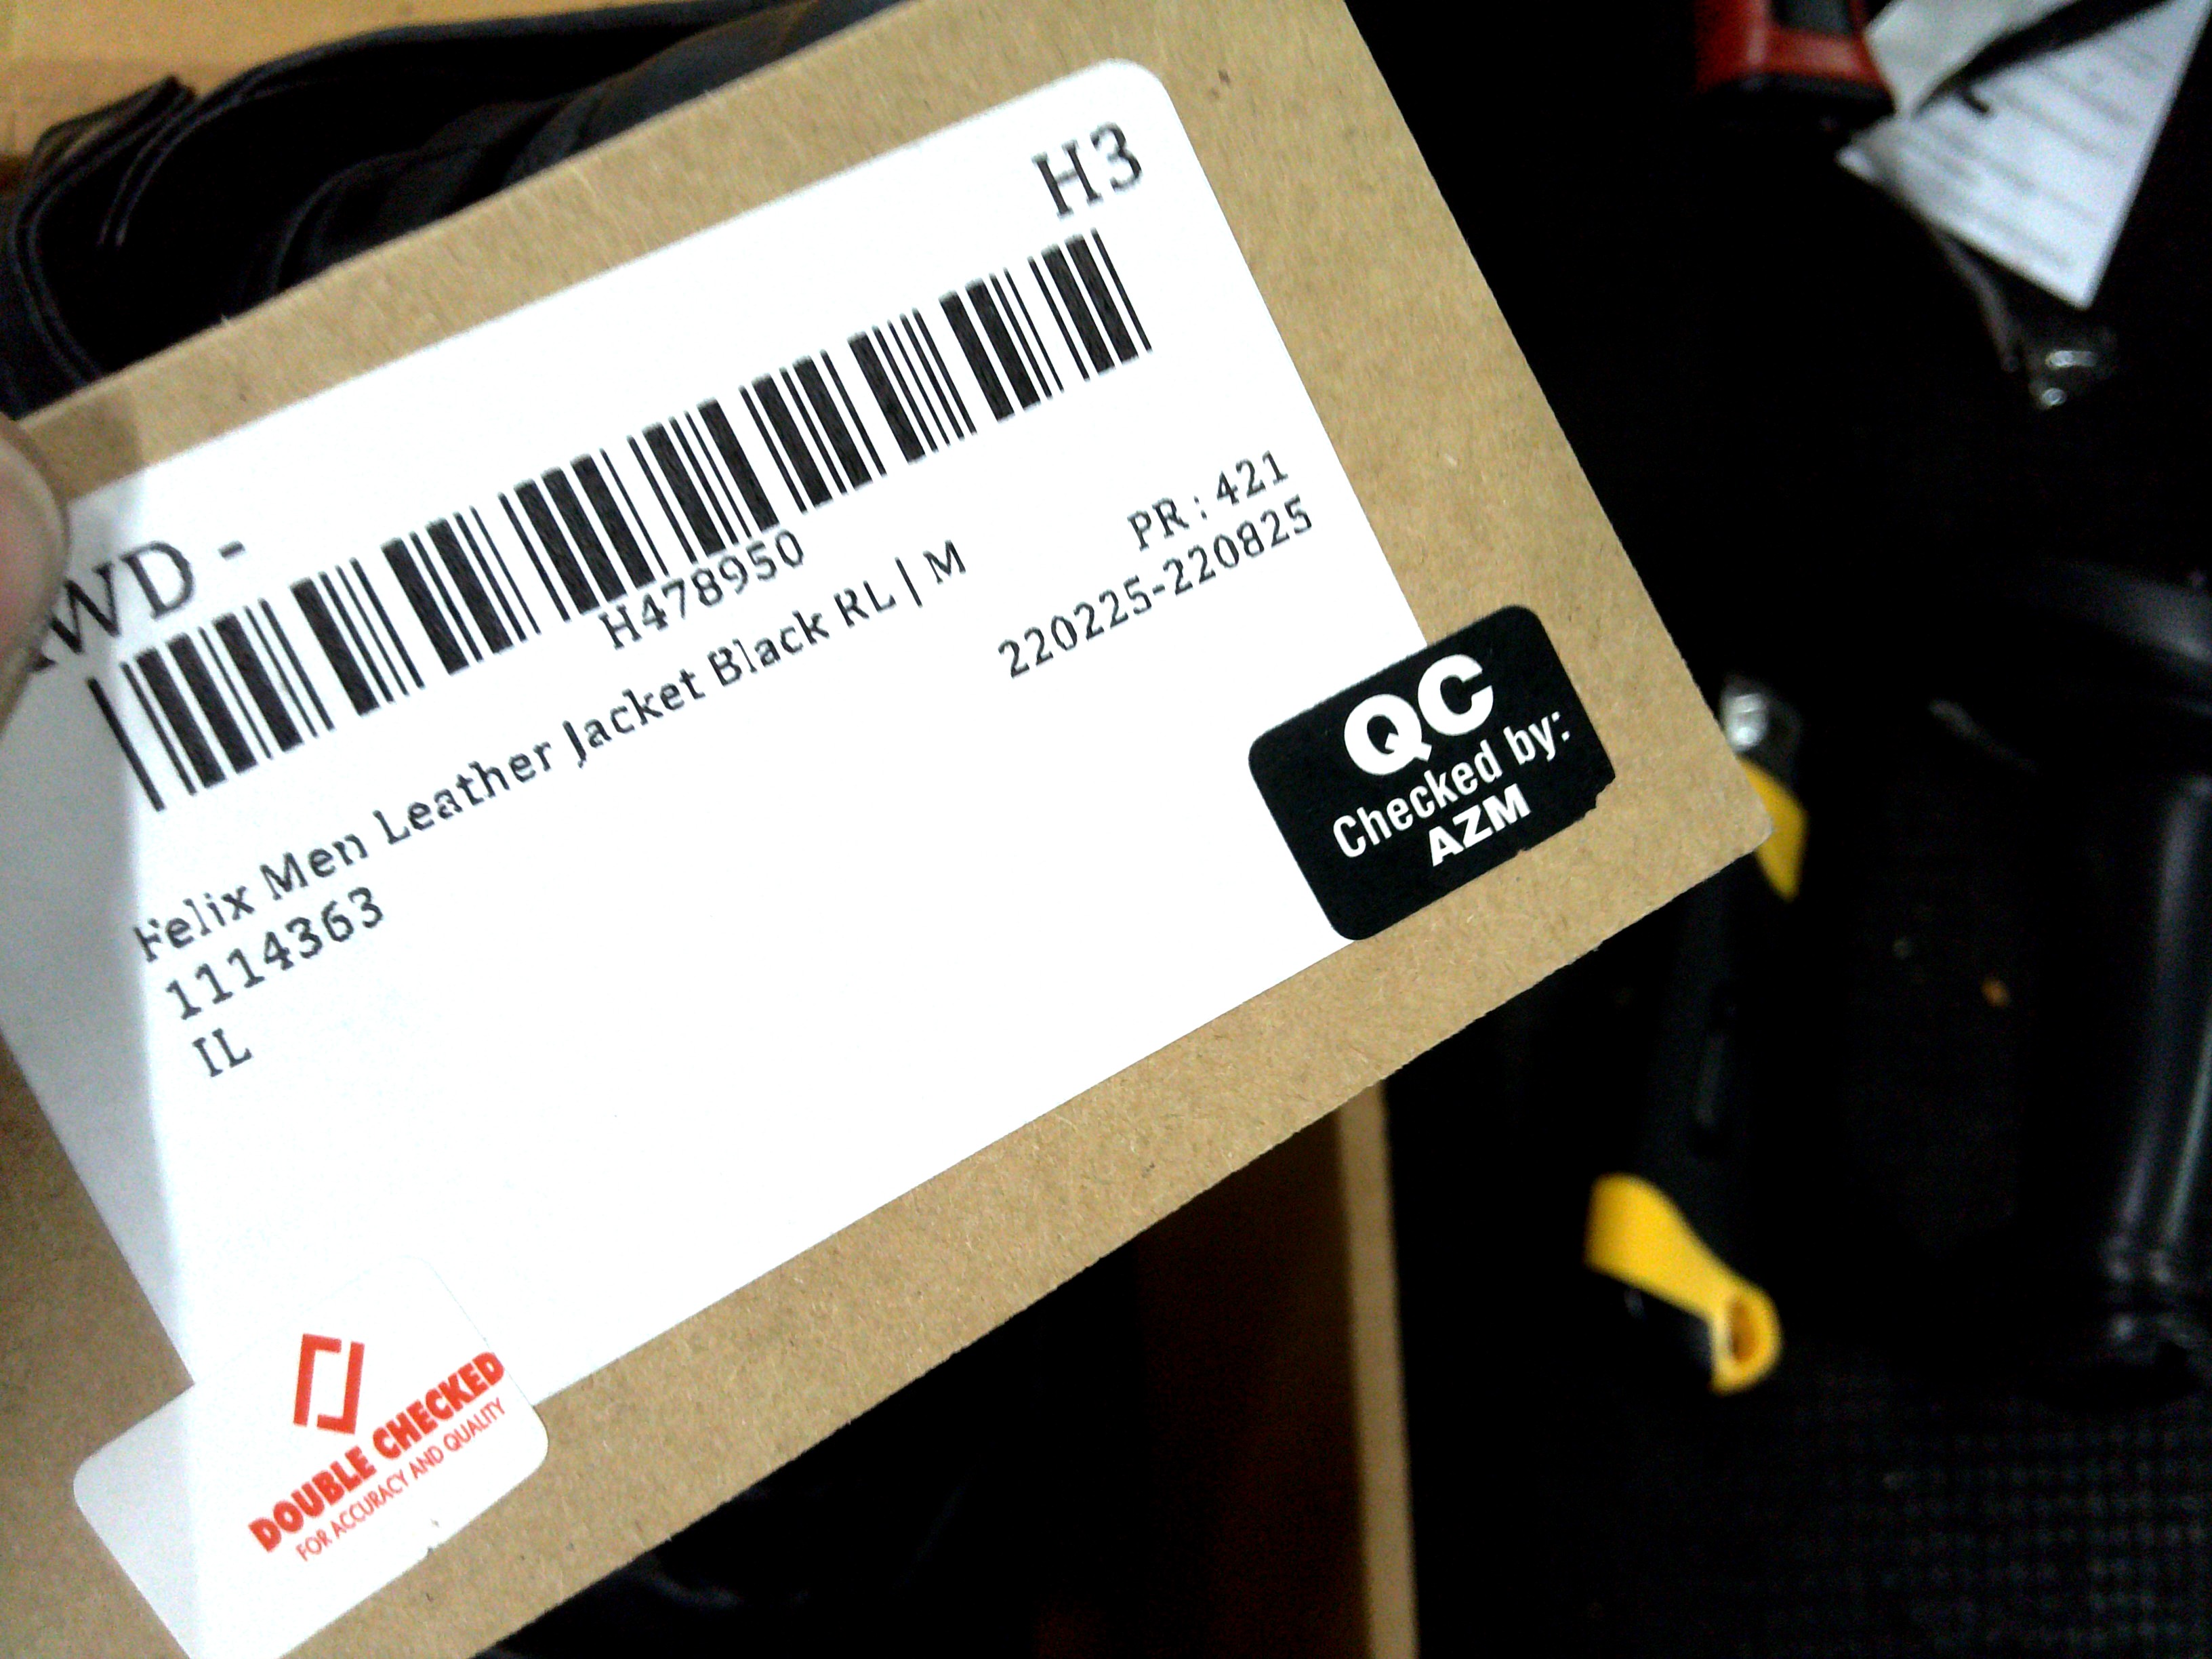 H3
WD -
H478950
Felix Men Leather Jacket Black RL | M
PR : 421
1114363
220225-220825
IL
QC
Checked by:
AZM
DOUBLE CHECKED
FOR ACCURACY AND QUALITY